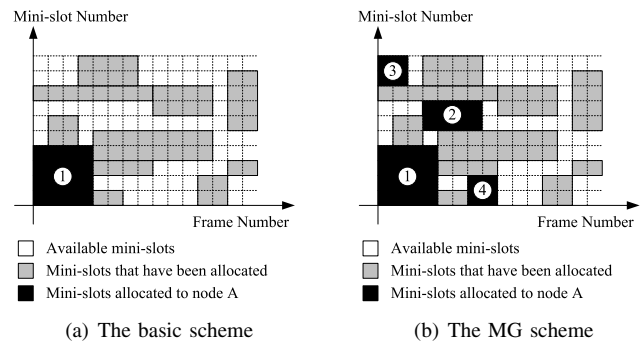 Mini-slot Number
1
Frame Number
Available mini-slots
Mini-slots that have been allocated
Mini-slots allocated to node A
(a) The basic scheme
Mini-slot Number
3
2
1
4
Frame Number
Available mini-slots
Mini-slots that have been allocated
Mini-slots allocated to node A
(b) The MG scheme